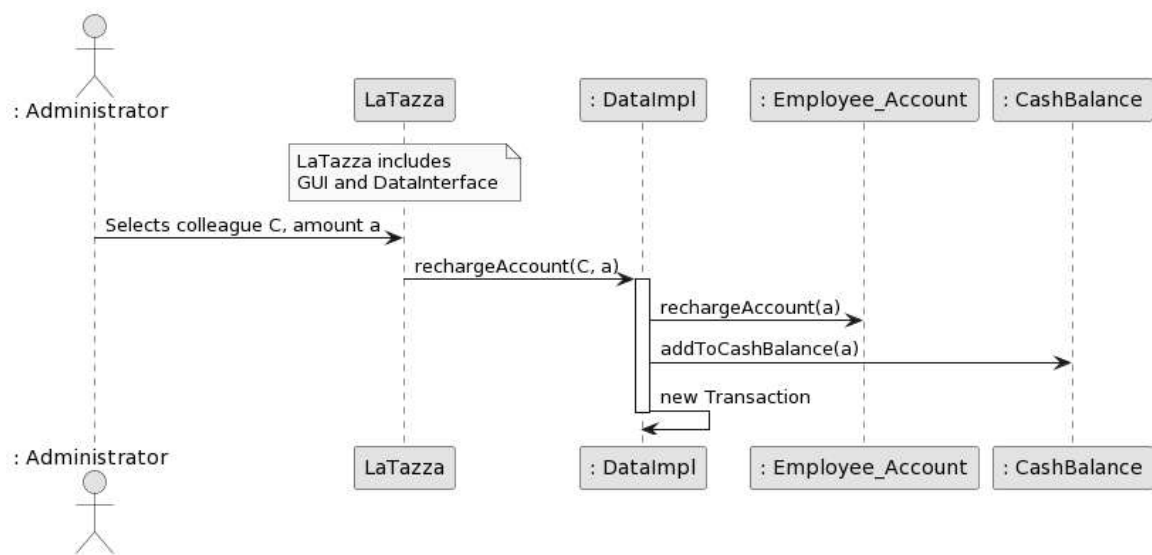 : Administrator
LaTazza
: DataImpl
: Employee_Account
: CashBalance
LaTazza includes
GUI and DataInterface
Selects colleague C, amount a
rechargeAccount(C, a)
rechargeAccount(a)
addToCashBalance(a)
new Transaction
: Administrator
LaTazza
: DataImpl
: Employee_Account
: CashBalance